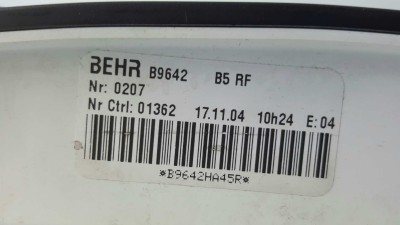 BEHR B9642 B5 RF
Nr: 0207
Nr Ctrl: 01362 17.11.04 10h24 E: 04
*B9642HA45R*